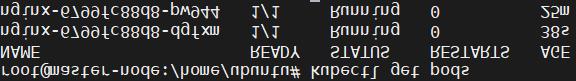 root@master-node:/home/ubuntu# kubectl get pods
NAME READY STATUS RESTARTS AGE
nginx-6799fc88d8-dgfxm 1/1 Running 0 38s
nginx-6799fc88d8-pw944 1/1 Running 0 25m